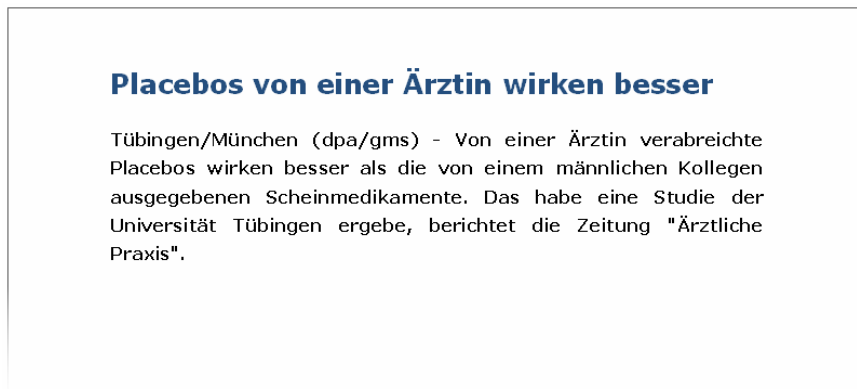 Placebos von einer Ärztin wirken besser
Tübingen/München (dpa/gms) - Von einer Ärztin verabreichte
Placebos wirken besser als die von einem männlichen Kollegen
ausgegebenen Scheinmedikamente. Das habe eine Studie der
Universität Tübingen ergebe, berichtet die Zeitung "Ärztliche
Praxis".